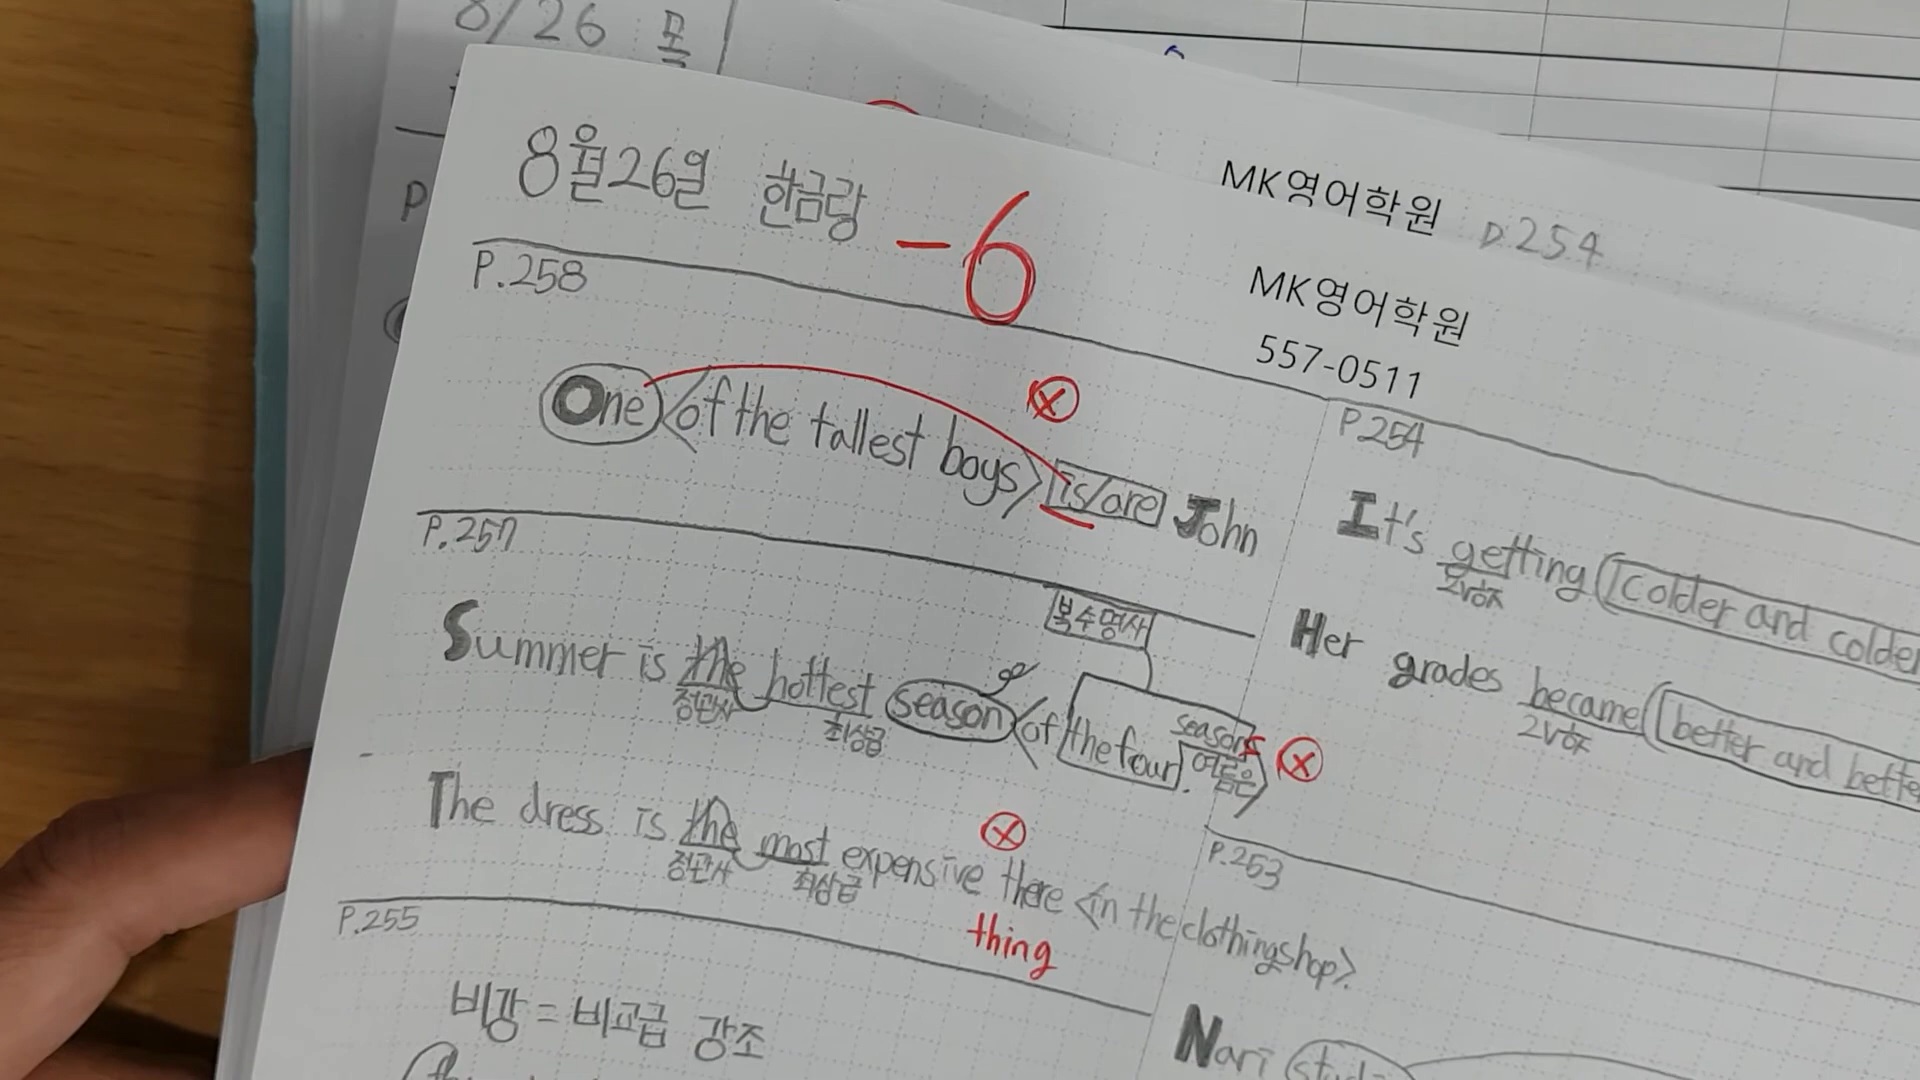 8/26 목
8월26일 한금랑 -6
MK영어학원 p.254
MK영어학원
557-0511
P.258
One <of the tallest boys> is/are John
P.257
복수명사
Summer is the hottest season <of the four seasons
정관사 최상급 여름은>
The dress is the most expensive there <in the clothingshop>.
정관사 최상급
thing
P.255
비강 = 비교급 강조
P.254
It's getting colder and colder
2v하
Her grades became better and bette
2v하
P.253
Nari